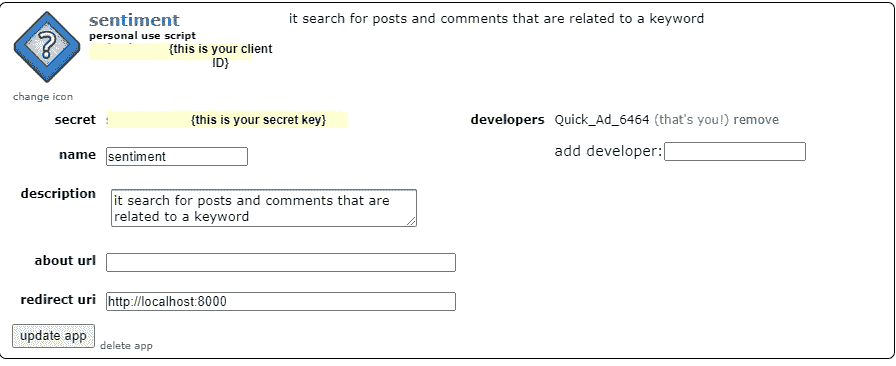 sentiment
it search for posts and comments that are related to a keyword
personal use script
{this is your client
ID}
change icon
secret
{this is your secret key}
developers Quick_Ad_6464 (that's you!) remove
name sentiment
add developer:
description it search for posts and comments that are
related to a keyword
about url
redirect uri http://localhost:8000
update app delete app